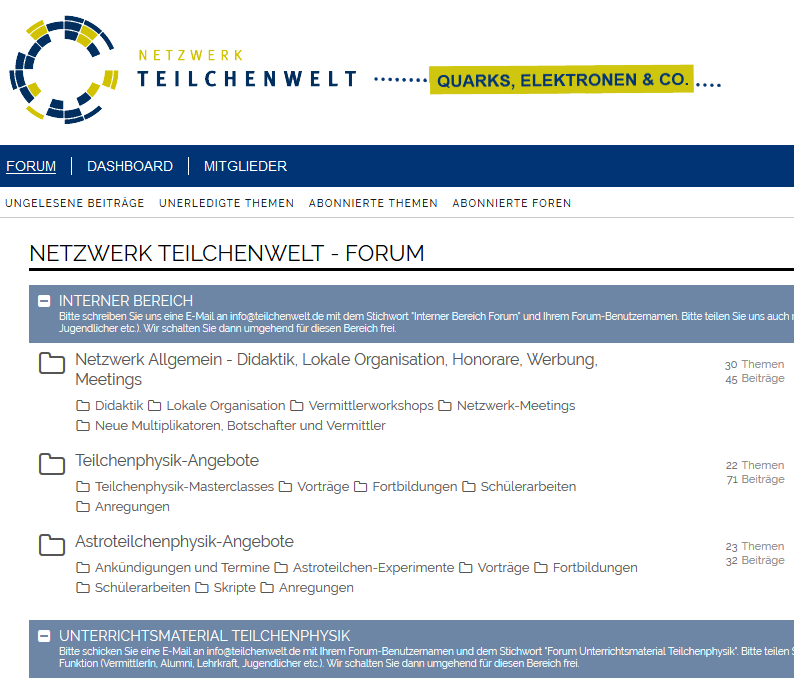 NETZWERK
TEILCHENWELT
QUARKS, ELEKTRONEN & CO.
FORUM DASHBOARD MITGLIEDER
UNGELESENE BEITRÄGE UNERLEDIGTE THEMEN ABONNIERTE THEMEN ABONNIERTE FOREN
NETZWERK TEILCHENWELT - FORUM
INTERNER BEREICH
Bitte schreiben Sie uns eine E-Mail an info@teilchenwelt.de mit dem Stichwort "Interner Bereich Forum" und Ihrem Forum-Benutzernamen. Bitte teilen Sie uns auch
Jugendlicher etc.). Wir schalten Sie dann umgehend für diesen Bereich frei.
Netzwerk Allgemein - Didaktik, Lokale Organisation, Honorare, Werbung,
Meetings
30 Themen
45 Beiträge
Didaktik Lokale Organisation Vermittlerworkshops Netzwerk-Meetings
Neue Multiplikatoren, Botschafter und Vermittler
Teilchenphysik-Angebote
22 Themen
71 Beiträge
Teilchenphysik-Masterclasses Vorträge Fortbildungen Schülerarbeiten
Anregungen
Astroteilchenphysik-Angebote
23 Themen
32 Beiträge
Ankündigungen und Termine Astroteilchen-Experimente Vorträge Fortbildungen
Schülerarbeiten Skripte Anregungen
UNTERRICHTSMATERIAL TEILCHENPHYSIK
Bitte schicken Sie eine E-Mail an info@teilchenwelt.de mit Ihrem Forum-Benutzernamen und dem Stichwort "Forum Unterrichtsmaterial Teilchenphysik". Bitte teilen
Funktion (VermittlerIn, Alumni, Lehrkraft, Jugendlicher etc.). Wir schalten Sie dann umgehend für diesen Bereich frei.